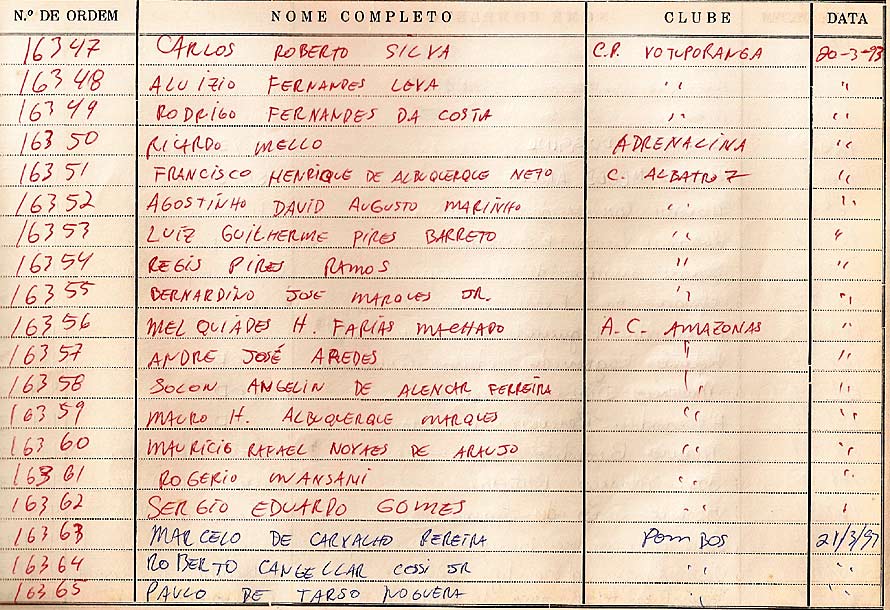 N.º DE ORDEM NOME COMPLETO CLUBE DATA
16347 CARLOS ROBERTO SILVA C.P. VOTUPORANGA 20-3-93
16348 ALUIZIO FERNANDES LEVA " "
16349 RODRIGO FERNANDES DA COSTA " "
16350 RICARDO MELLO ADRENALINA "
16351 FRANCISCO HENRIQUE DE ALBUQUERQUE NETO C. ALBATROZ "
16352 AGOSTINHO DAVID AUGUSTO MARINHO " "
16353 LUIZ GUILHERME PIRES BARRETO " "
16354 REGIS PIRES RAMOS " "
16355 BERNARDINO JOSE MARQUES JR. " "
16356 MELQUIADES H. FARIAS MACHADO A.C. AMAZONAS "
16357 ANDRE JOSÉ AREDES " "
16358 SOLON ANGELIN DE ALENCAR FERREIRA " "
16359 MAURO H. ALBUQUERQUE MARQUES " "
16360 MAURICIO RAFAEL NOVAES DE ARAUJO " "
16361 ROGERIO " "
16362 SERGIO EDUARDO GOMES " "
16363 MARCELO DE CARVALHO PEREIRA POMBOS 21/3/97
16364 ROBERTO COSSI JR " "
16365 PAULO DE TARSO NOGUERA " "